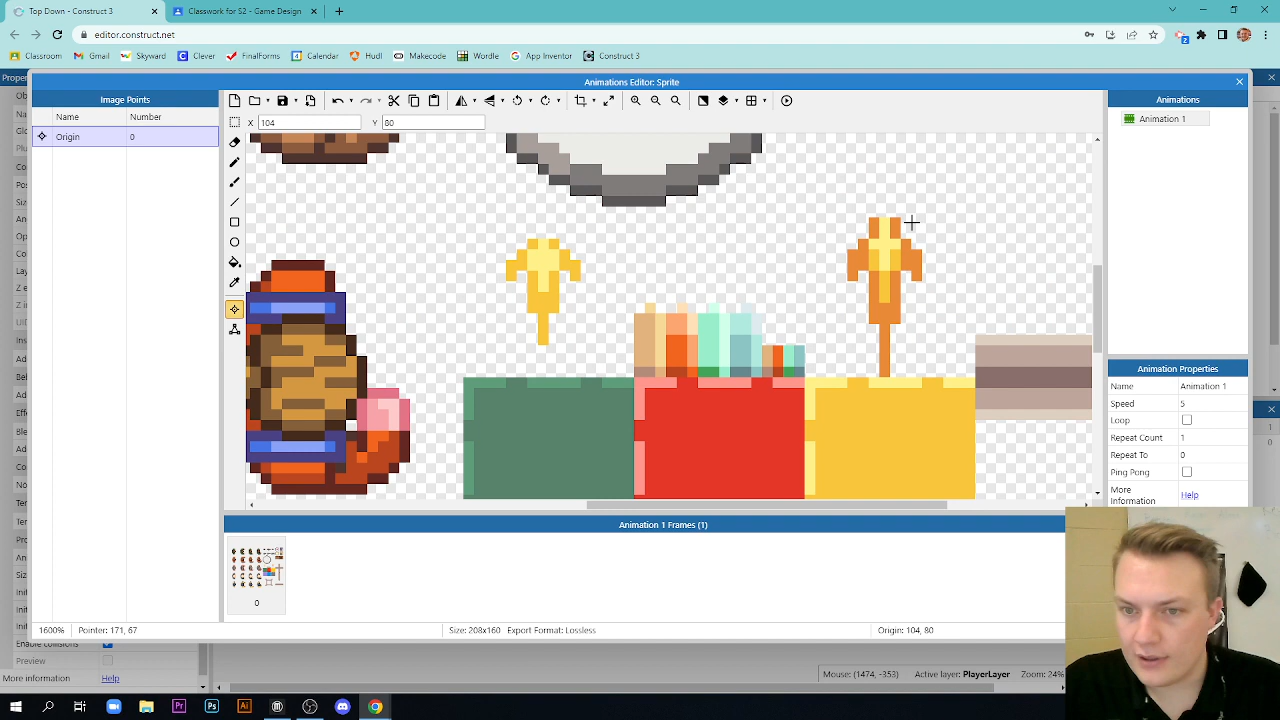 Top Down - Construct 3
Classwork for S2 - Game Design
editor.construct.net
Classroom
Gmail
Skyward
Clever
FinalForms
Calendar
Hudl
Makecode
Wordle
App Inventor
Construct 3
Animations Editor: Sprite
Image Points
Name Number
Origin 0
X 104 Y 80
Animations
Animation 1
Animation Properties
Name Animation 1
Speed 5
Loop
Repeat Count 1
Repeat To 0
Ping Pong
More Information Help
Animation 1 Frames (1)
0
1600% Pointer: 171, 67 Size: 208x160 Export Format: Lossless Origin: 104, 80
Enable collisions
Preview
More information Help
Mouse: (1474, -353) Active layer: PlayerLayer Zoom: 24%